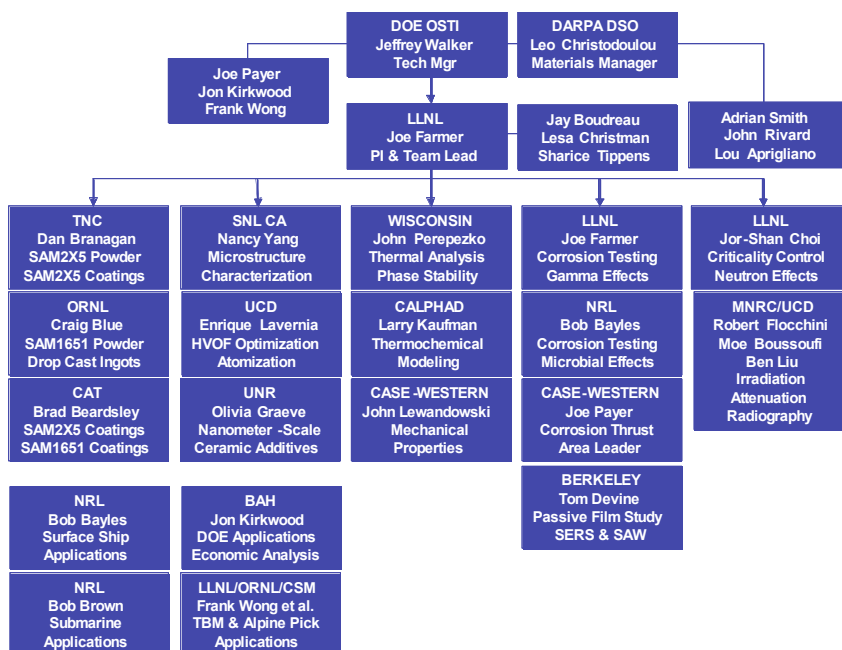 DOE OSTI
Jeffrey Walker
Tech Mgr
DARPA DSO
Leo Christodoulou
Materials Manager
Joe Payer
Jon Kirkwood
Frank Wong
LLNL
Joe Farmer
PI & Team Lead
Jay Boudreau
Lesa Christman
Sharice Tippens
Adrian Smith
John Rivard
Lou Aprigliano
TNC
Dan Branagan
SAM2X5 Powder
SAM2X5 Coatings
SNL CA
Nancy Yang
Microstructure
Characterization
WISCONSIN
John Perepezko
Thermal Analysis
Phase Stability
LLNL
Joe Farmer
Corrosion Testing
Gamma Effects
LLNL
Jor-Shan Choi
Criticality Control
Neutron Effects
ORNL
Craig Blue
SAM1651 Powder
Drop Cast Ingots
UCD
Enrique Lavernia
HVOF Optimization
Atomization
CALPHAD
Larry Kaufman
Thermochemical
Modeling
NRL
Bob Bayles
Corrosion Testing
Microbial Effects
MNRC/UCD
Robert Flocchini
Moe Boussoufi
Ben Liu
Irradiation
Attenuation
Radiography
CAT
Brad Beardsley
SAM2X5 Coatings
SAM1651 Coatings
UNR
Olivia Graeve
Nanometer -Scale
Ceramic Additives
CASE -WESTERN
John Lewandowski
Mechanical
Properties
CASE -WESTERN
Joe Payer
Corrosion Thrust
Area Leader
BERKELEY
Tom Devine
Passive Film Study
SERS & SAW
NRL
Bob Bayles
Surface Ship
Applications
BAH
Jon Kirkwood
DOE Applications
Economic Analysis
NRL
Bob Brown
Submarine
Applications
LLNL/ORNL/CSM
Frank Wong et al.
TBM & Alpine Pick
Applications